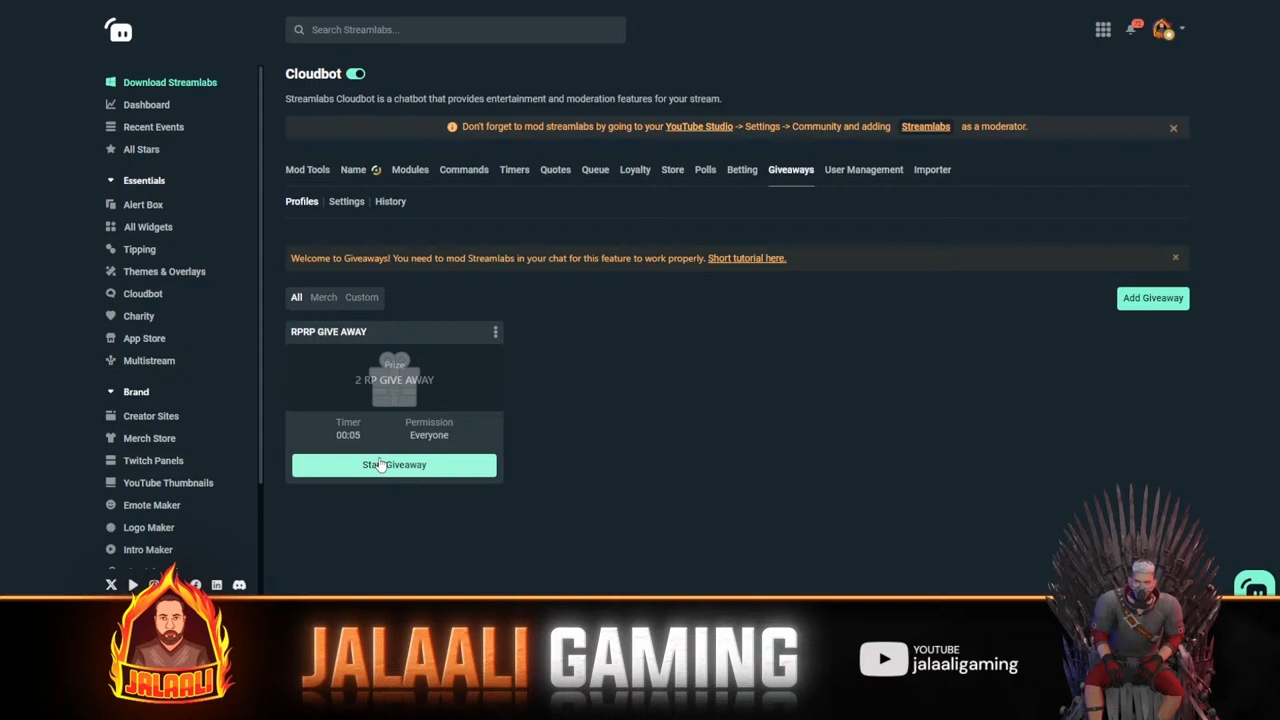 Search Streamlabs...
72
Download Streamlabs
Dashboard
Recent Events
All Stars
Essentials
Alert Box
All Widgets
Tipping
Themes & Overlays
Cloudbot
Charity
App Store
Multistream
Brand
Creator Sites
Merch Store
Twitch Panels
YouTube Thumbnails
Emote Maker
Logo Maker
Intro Maker
Cloudbot
Streamlabs Cloudbot is a chatbot that provides entertainment and moderation features for your stream.
Don't forget to mod streamlabs by going to your YouTube Studio -> Settings -> Community and adding Streamlabs as a moderator.
Mod Tools Name Modules Commands Timers Quotes Queue Loyalty Store Polls Betting Giveaways User Management Importer
Profiles Settings History
Welcome to Giveaways! You need to mod Streamlabs in your chat for this feature to work properly. Short tutorial here.
All Merch Custom
Add Giveaway
RPRP GIVE AWAY
Prize
2 RP GIVE AWAY
Timer Permission
00:05 Everyone
Start Giveaway
JALAALI
JALAALI GAMING
YOUTUBE
jalaaligaming